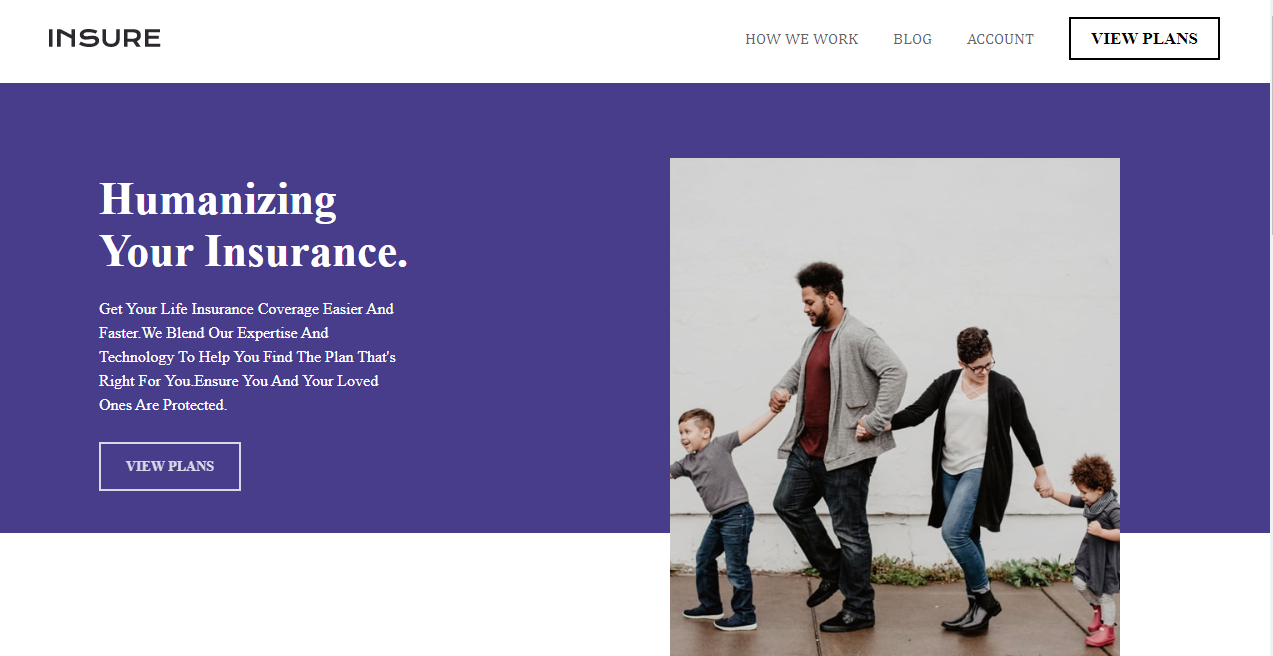 INSURE
HOW WE WORK BLOG ACCOUNT VIEW PLANS
Humanizing
Your Insurance.
Get Your Life Insurance Coverage Easier And
Faster.We Blend Our Expertise And
Technology To Help You Find The Plan That's
Right For You.Ensure You And Your Loved
Ones Are Protected.
VIEW PLANS